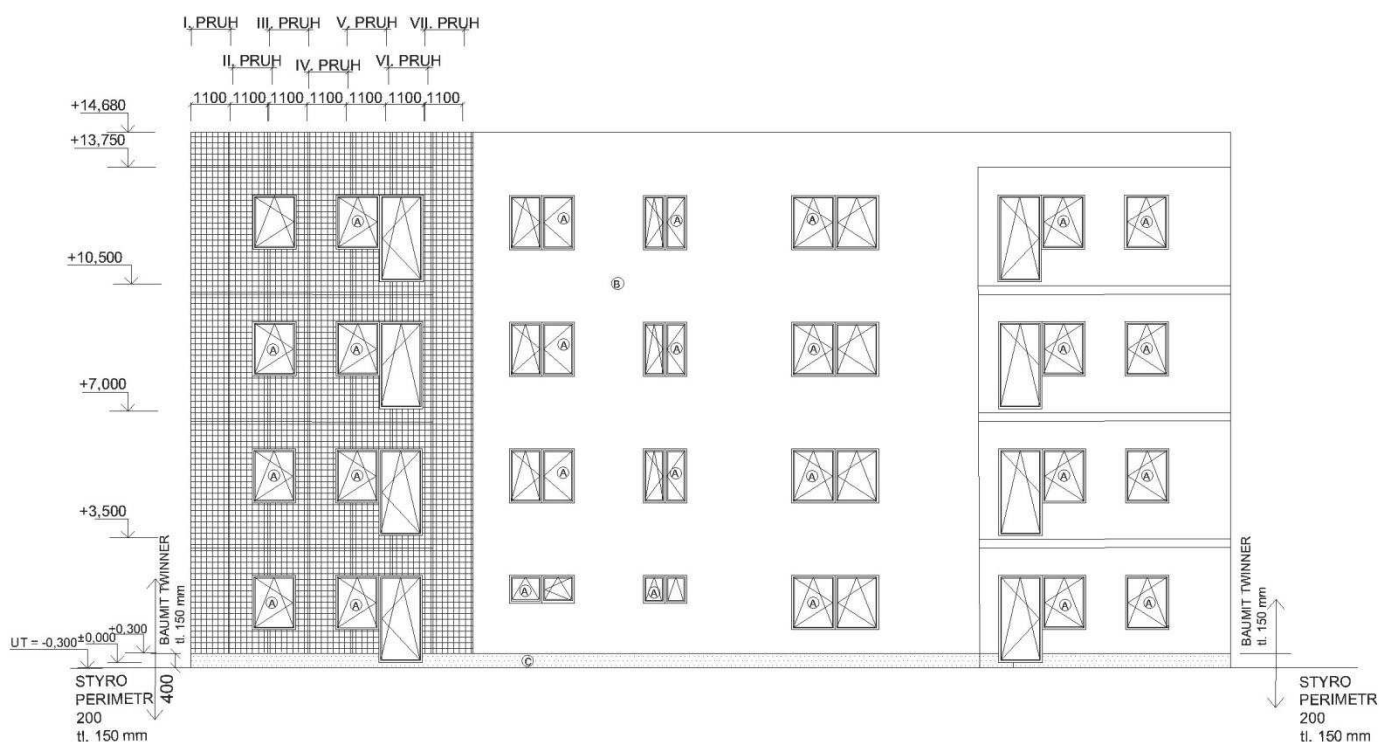 I. PRUH III. PRUH V. PRUH VII. PRUH
II. PRUH IV. PRUH VI. PRUH
1100 1100 1100 1100 1100 1100 1100
+14,680
+13,750
A A A A A A
+10,500
B
A A A A A A A
+7,000
A A A A A A A
+3,500
BAUMIT TWINNER
tl. 150 mm
A A A A A A A
BAUMIT TWINNER
tl. 150 mm
+0.300
±0.000
UT = -0,300
C
400
STYRO
PERIMETR
200
tl. 150 mm
STYRO
PERIMETR
200
tl. 150 mm